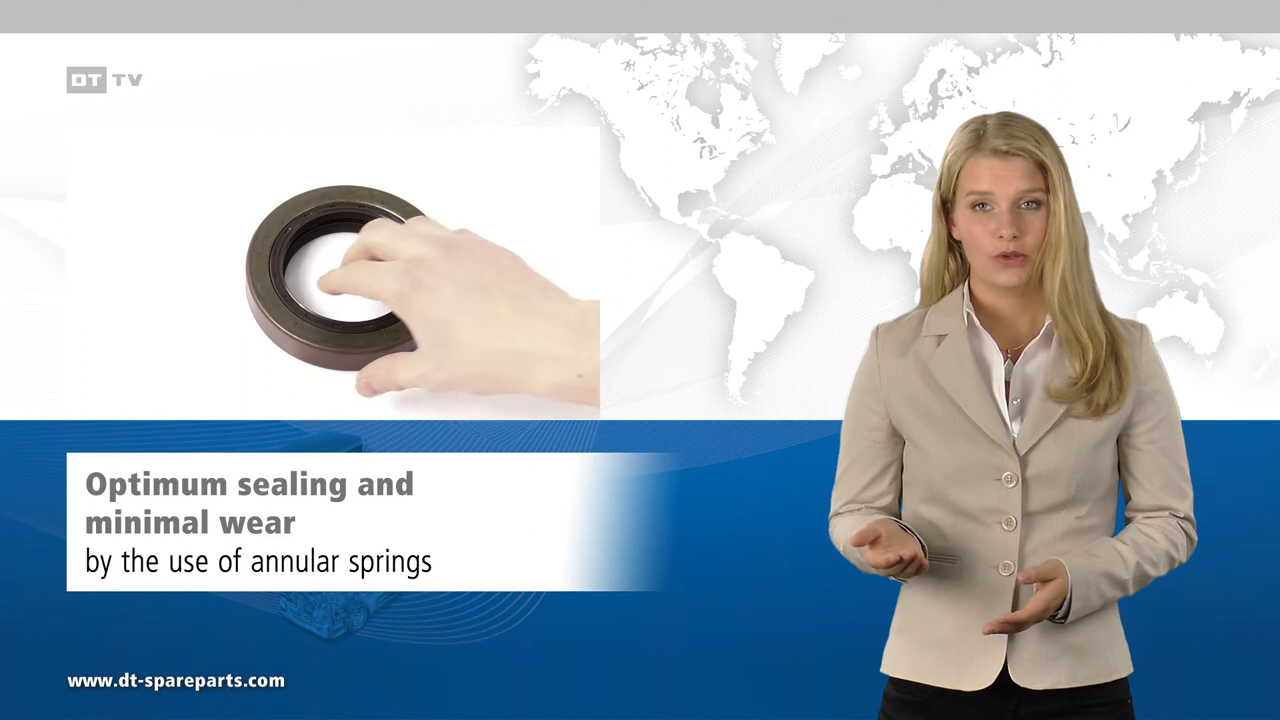 DT TV
Optimum sealing and
minimal wear
by the use of annular springs
www.dt-spareparts.com